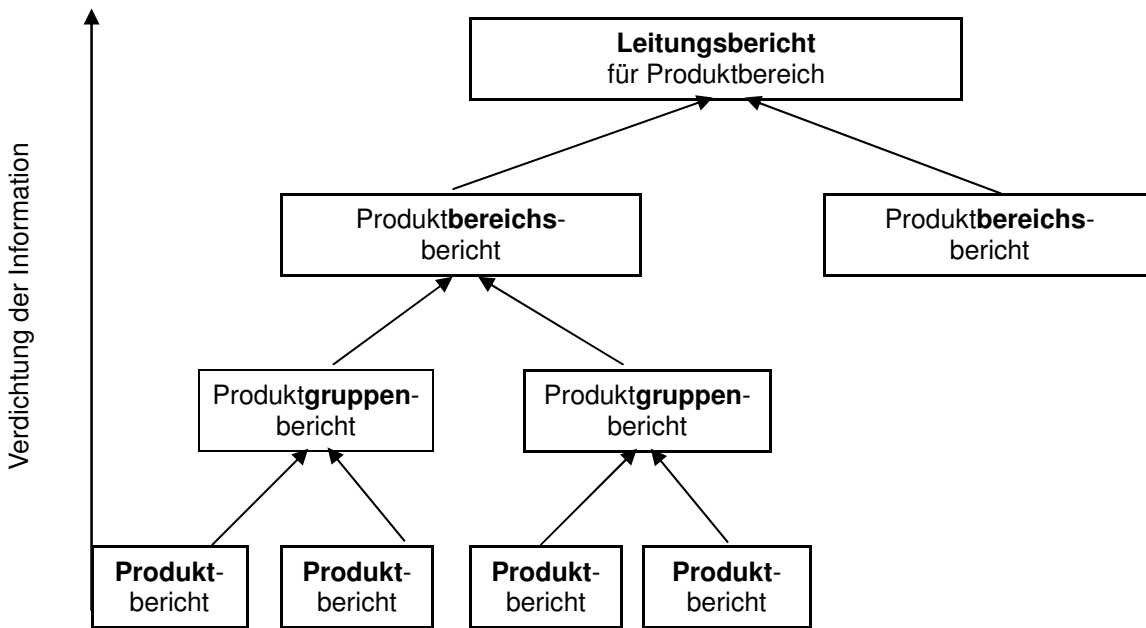 Leitungsbericht
für Produktbereich
Verdichtung der Information
Produktbereichs-
bericht
Produktbereichs-
bericht
Produktgruppen-
bericht
Produktgruppen-
bericht
Produkt-
bericht
Produkt-
bericht
Produkt-
bericht
Produkt-
bericht